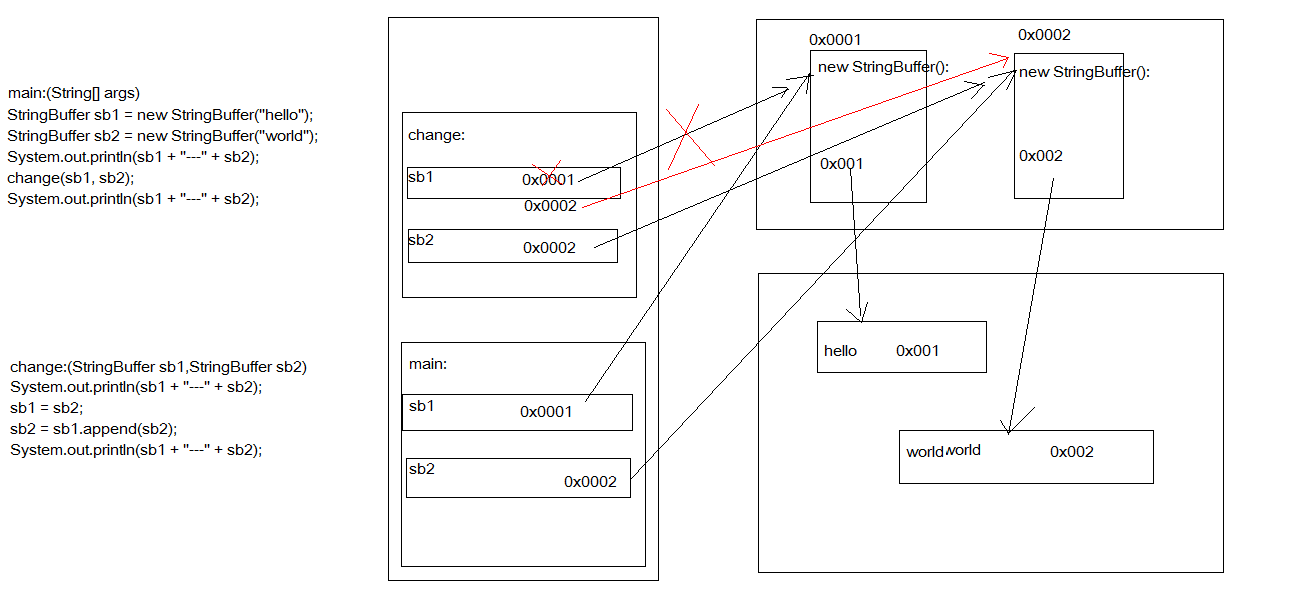 main:(String[] args)
StringBuffer sb1 = new StringBuffer("hello");
StringBuffer sb2 = new StringBuffer("world");
System.out.println(sb1 + "---" + sb2);
change(sb1, sb2);
System.out.println(sb1 + "---" + sb2);
change:(StringBuffer sb1,StringBuffer sb2)
System.out.println(sb1 + "---" + sb2);
sb1 = sb2;
sb2 = sb1.append(sb2);
System.out.println(sb1 + "---" + sb2);
change:
sb1 0x0001
0x0002
sb2 0x0002
main:
sb1 0x0001
sb2 0x0002
0x0001
new StringBuffer():
0x001
0x0002
new StringBuffer():
0x002
hello 0x001
worldworld 0x002